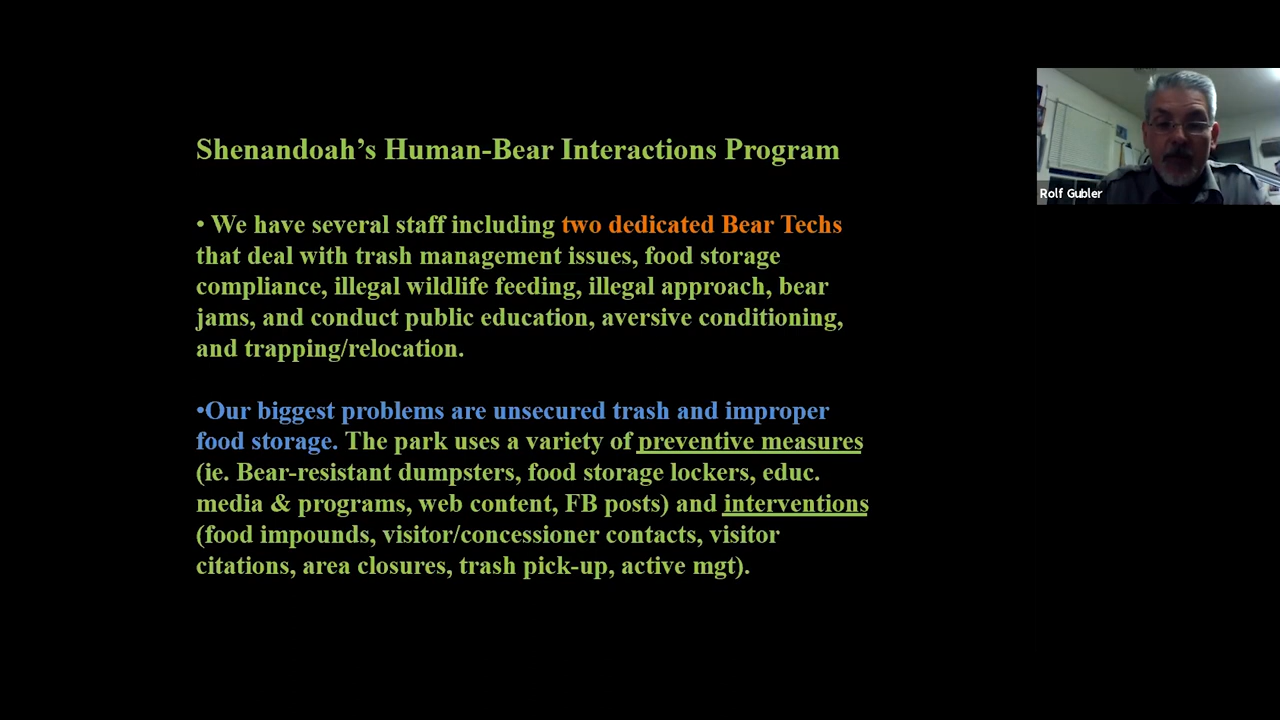 Shenandoah’s Human-Bear Interactions Program
• We have several staff including two dedicated Bear Techs
that deal with trash management issues, food storage
compliance, illegal wildlife feeding, illegal approach, bear
jams, and conduct public education, aversive conditioning,
and trapping/relocation.
•Our biggest problems are unsecured trash and improper
food storage. The park uses a variety of preventive measures
(ie. Bear-resistant dumpsters, food storage lockers, educ.
media & programs, web content, FB posts) and interventions
(food impounds, visitor/concessioner contacts, visitor
citations, area closures, trash pick-up, active mgt).
Rolf Gubler